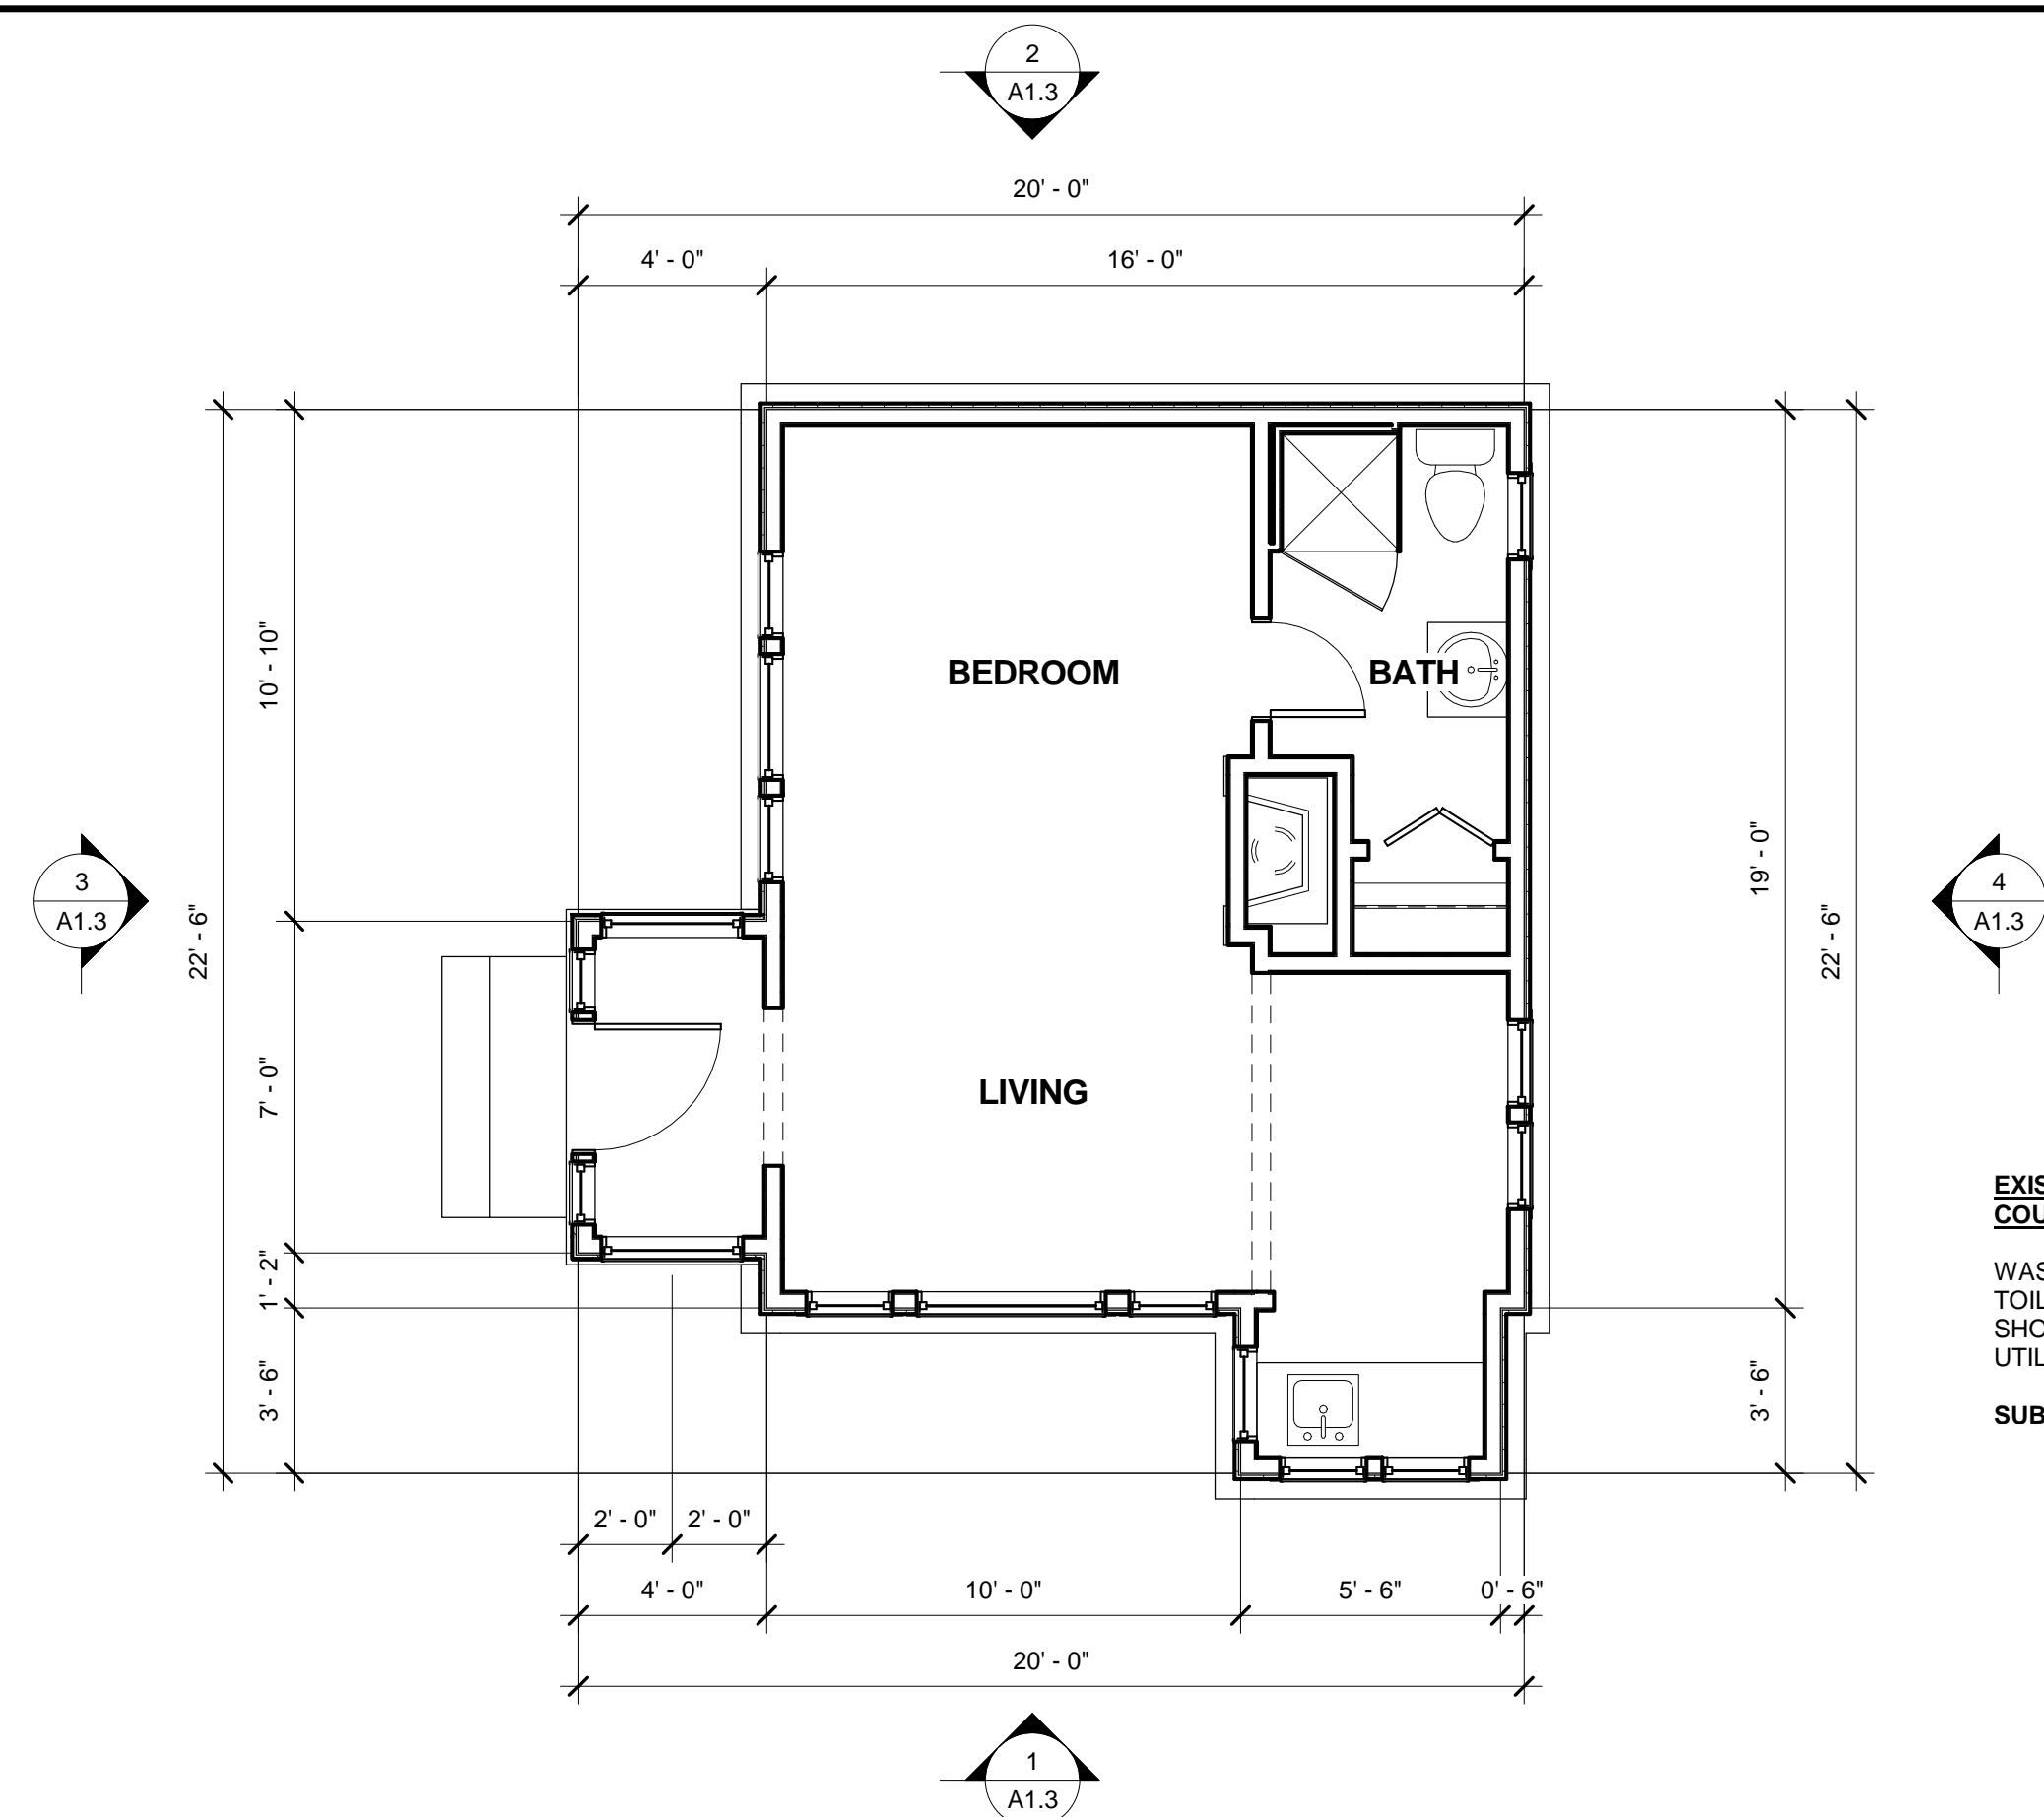 2
A1.3
20' - 0"
4' - 0"
16' - 0"
10' - 10"
22' - 6"
7' - 0"
1' - 2"
3' - 6"
BEDROOM
BATH
LIVING
19' - 0"
22' - 6"
3' - 6"
3
A1.3
4
A1.3
2' - 0"
2' - 0"
4' - 0"
10' - 0"
5' - 6"
0' - 6"
20' - 0"
1
A1.3